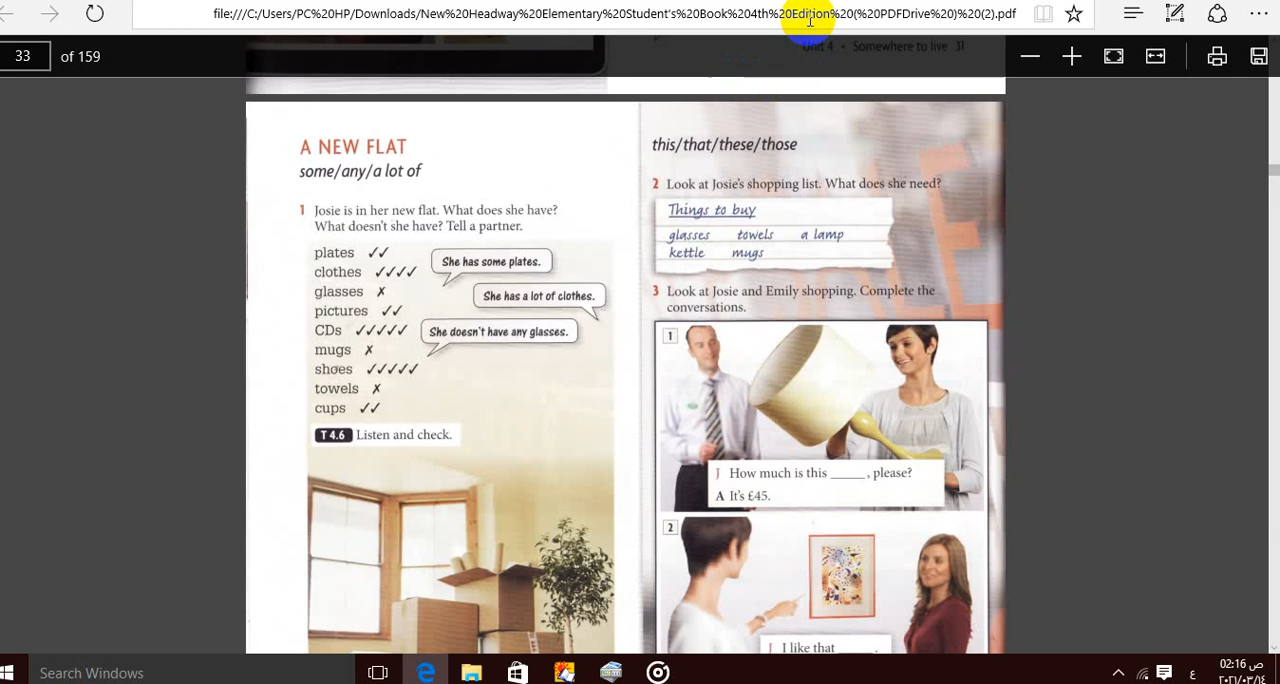 file:///C:/Users/PC%20HP/Downloads/New%20Headway%20Elementary%20Student's%20Book%204th%20Edition%20(%20PDFDrive%20)%20(2).pdf
33 of 159
Unit 4 • Somewhere to live 31
A NEW FLAT
some/any/a lot of
1 Josie is in her new flat. What does she have?
What doesn't she have? Tell a partner.
plates ✓✓
clothes ✓✓✓✓
glasses ✗
pictures ✓✓
CDs ✓✓✓✓✓
mugs ✗
shoes ✓✓✓✓✓
towels ✗
cups ✓✓
She has some plates.
She has a lot of clothes.
She doesn't have any glasses.
T 4.6 Listen and check.
this/that/these/those
2 Look at Josie's shopping list. What does she need?
Things to buy
glasses towels a lamp
kettle mugs
3 Look at Josie and Emily shopping. Complete the
conversations.
1
J How much is this _____, please?
A It's £45.
2
J I like that _____.
Search Windows
ع
02:16 ص
٢٠٢١/٠٣/١٤